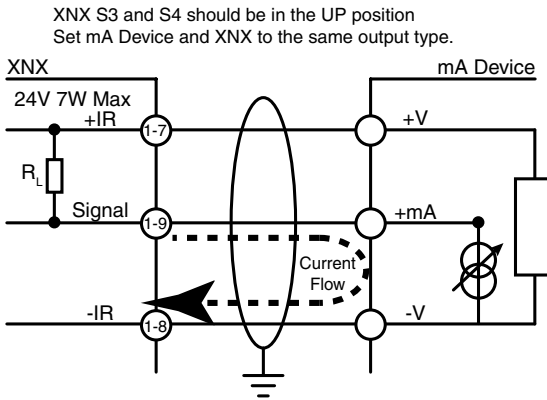 XNX S3 and S4 should be in the UP position
Set mA Device and XNX to the same output type.
XNX
mA Device
24V 7W Max
+IR
1-7
+V
RL
Signal
1-9
+mA
Current
Flow
-IR
1-8
-V